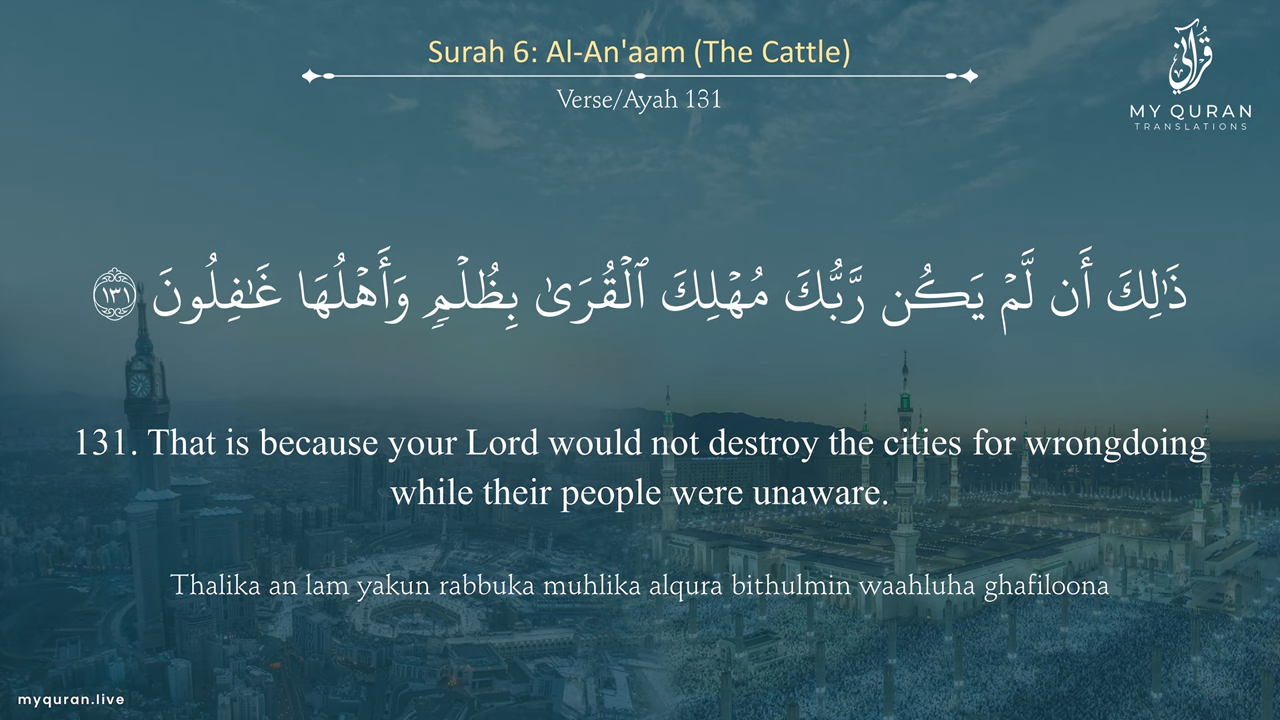 Surah 6: Al-An'aam (The Cattle)
Verse/Ayah 131
قرآني
MY QURAN
TRANSLATIONS
ذَٰلِكَ أَن لَّمْ يَكُن رَّبُّكَ مُهْلِكَ ٱلْقُرَىٰ بِظُلْمٍ وَأَهْلُهَا غَـٰفِلُونَ ١٣١
131. That is because your Lord would not destroy the cities for wrongdoing
while their people were unaware.
Thalika an lam yakun rabbuka muhlika alqura bithulmin waahluha ghafiloona
myquran.live